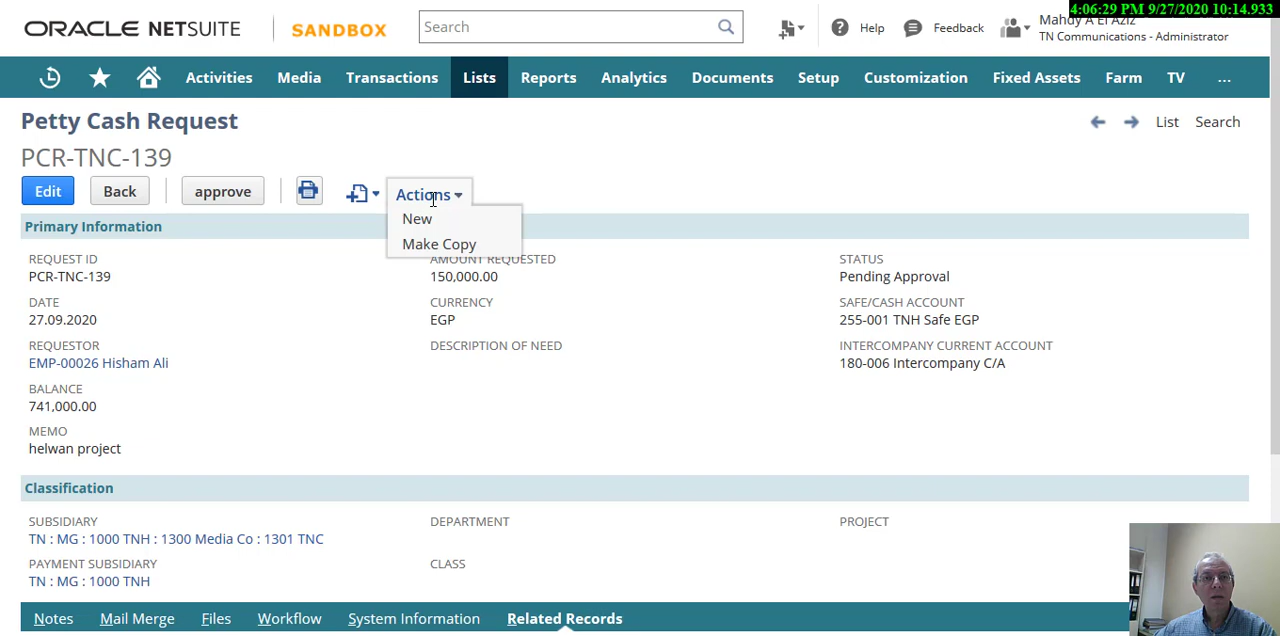 4:06:29 PM 9/27/2020 10:14.933
ORACLE NETSUITE SANDBOX Search Help Feedback Mahdy A El Aziz
TN Communications - Administrator
Activities Media Transactions Lists Reports Analytics Documents Setup Customization Fixed Assets Farm TV ...
Petty Cash Request List Search
PCR-TNC-139
Edit Back approve Actions
New
Make Copy
Primary Information
REQUEST ID AMOUNT REQUESTED STATUS
PCR-TNC-139 150,000.00 Pending Approval
DATE CURRENCY SAFE/CASH ACCOUNT
27.09.2020 EGP 255-001 TNH Safe EGP
REQUESTOR DESCRIPTION OF NEED INTERCOMPANY CURRENT ACCOUNT
EMP-00026 Hisham Ali 180-006 Intercompany C/A
BALANCE
741,000.00
MEMO
helwan project
Classification
SUBSIDIARY DEPARTMENT PROJECT
TN : MG : 1000 TNH : 1300 Media Co : 1301 TNC
PAYMENT SUBSIDIARY CLASS
TN : MG : 1000 TNH
Notes Mail Merge Files Workflow System Information Related Records